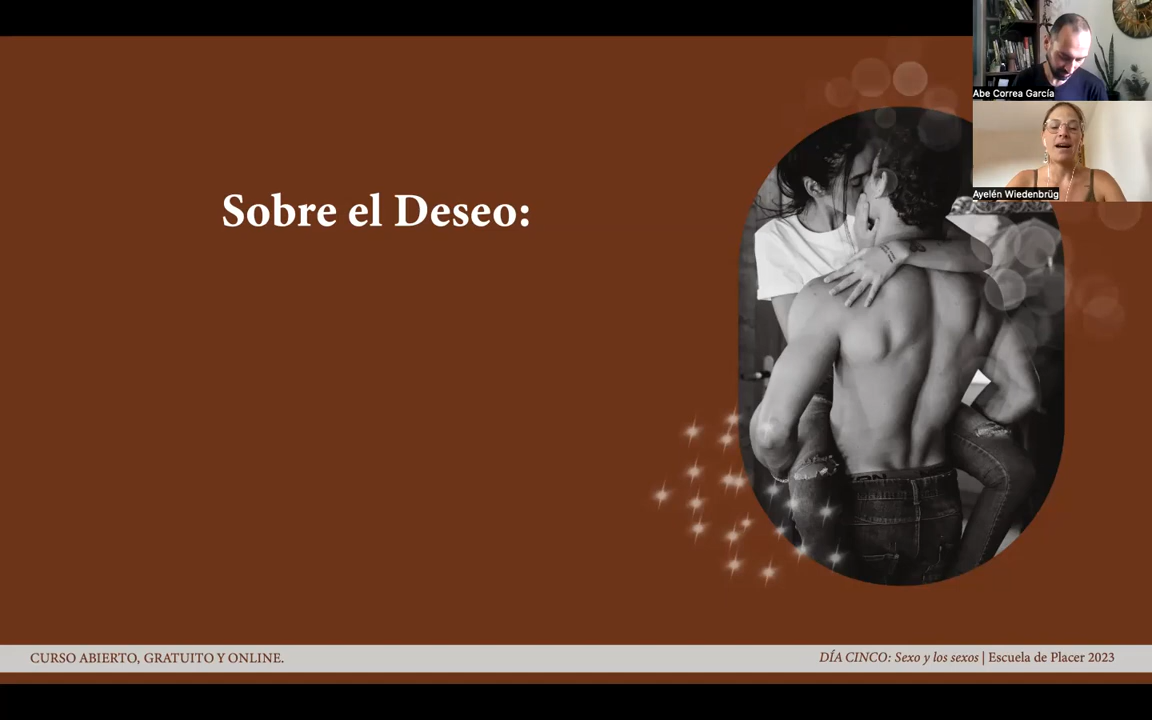 Abe Correa García
Ayelén Wiedenbrüg
Sobre el Deseo:
CURSO ABIERTO, GRATUITO Y ONLINE.
DÍA CINCO: Sexo y los sexos | Escuela de Placer 2023